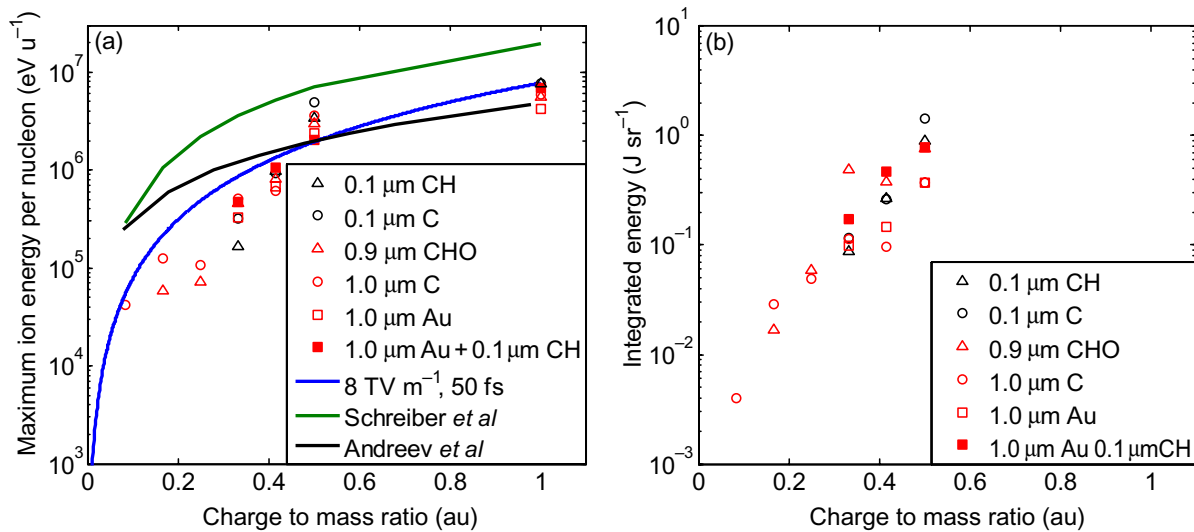 (a)
Maximum ion energy per nucleon (eV u⁻¹)
10⁷
10⁶
10⁵
10⁴
10³
0 0.2 0.4 0.6 0.8 1
Charge to mass ratio (au)
0.1 µm CH
0.1 µm C
0.9 µm CHO
1.0 µm C
1.0 µm Au
1.0 µm Au + 0.1 µm CH
8 TV m⁻¹, 50 fs
Schreiber et al
Andreev et al
(b)
Integrated energy (J sr⁻¹)
10¹
10⁰
10⁻¹
10⁻²
10⁻³
0 0.2 0.4 0.6 0.8 1
Charge to mass ratio (au)
0.1 µm CH
0.1 µm C
0.9 µm CHO
1.0 µm C
1.0 µm Au
1.0 µm Au 0.1 µmCH